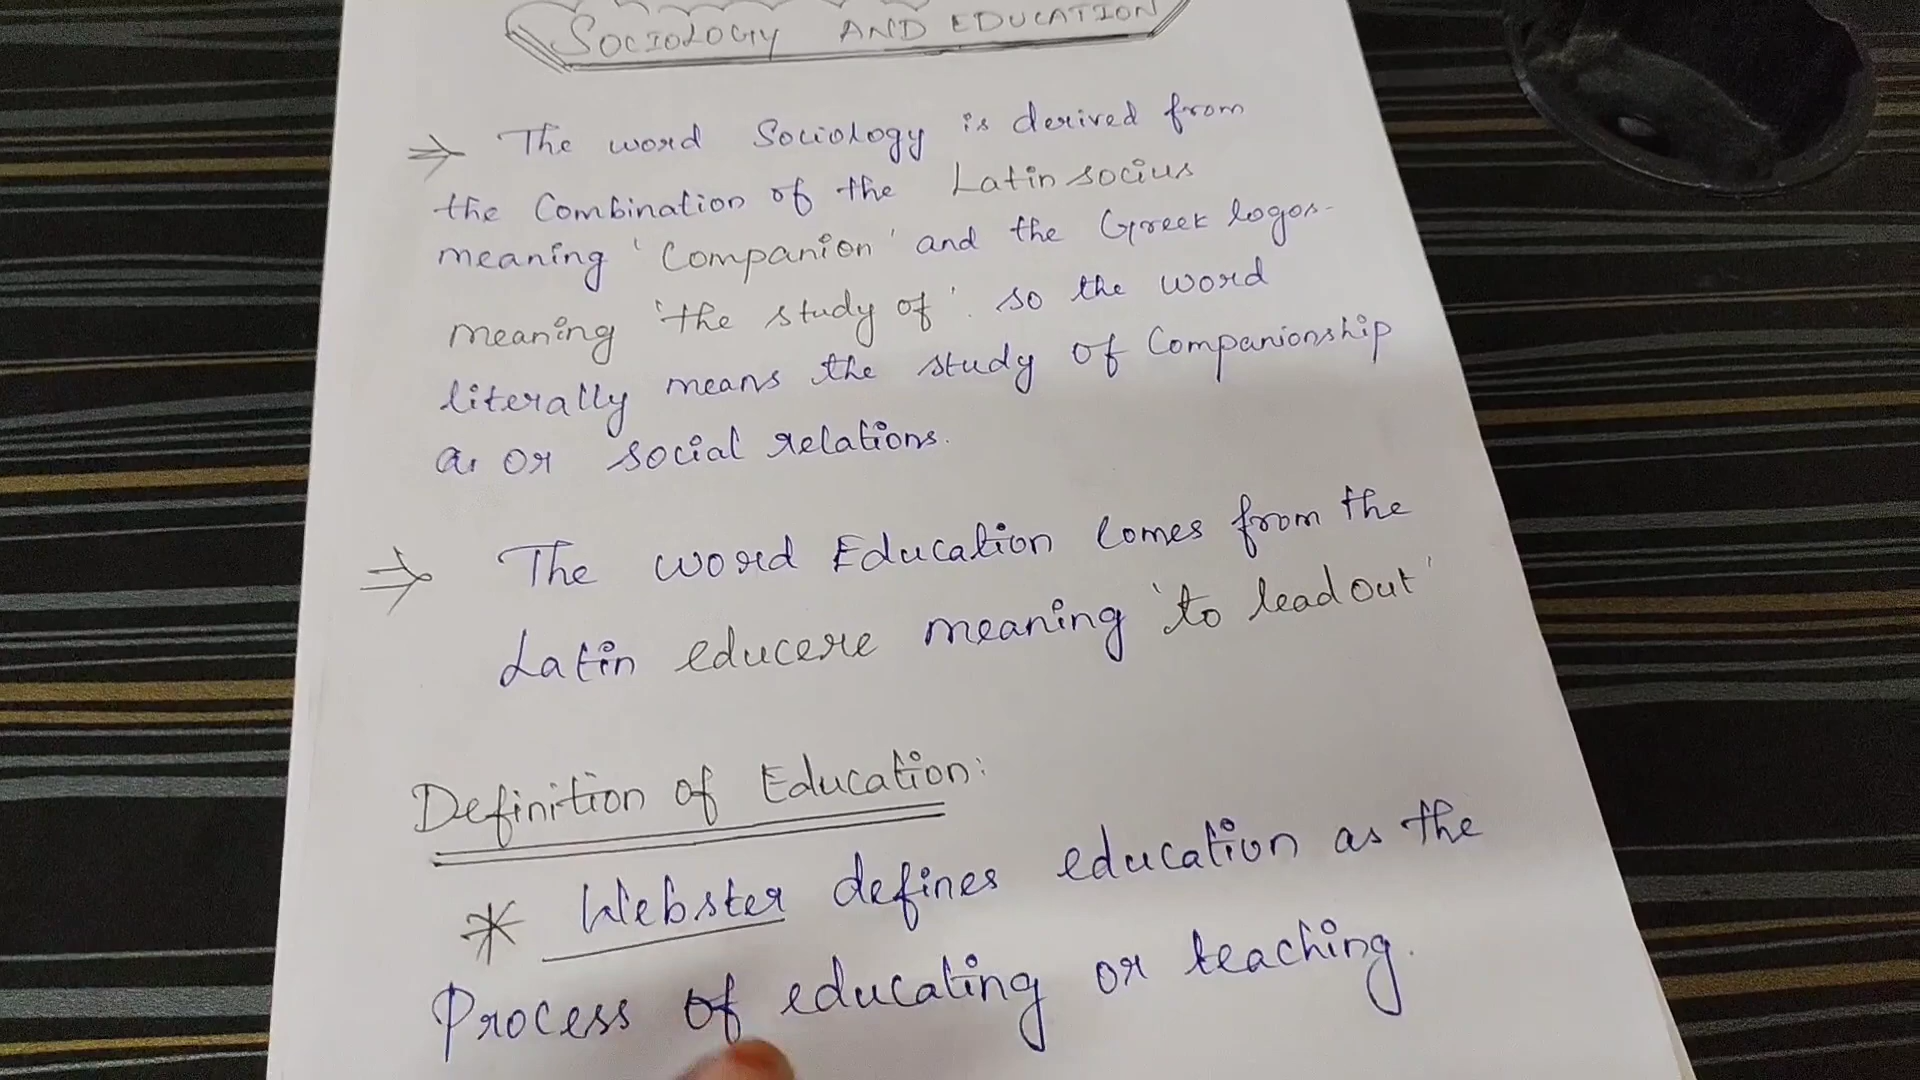 SOCIOLOGY AND EDUCATION
⇒ The word Sociology is derived from
the Combination of the Latin socius
meaning 'Companion' and the Greek logos-
meaning 'the study of'. so the word
literally means the study of Companionship
a. or social relations.
⇒ The word Education Comes from the
Latin educere meaning 'to lead out'
Definition of Education:
* Webster defines education as the
Process of educating or teaching.